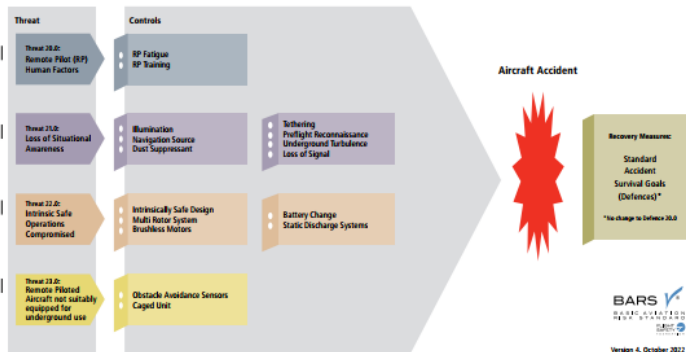 Threat
Controls
Threat 20.0:
Remote Pilot (RP)
Human Factors
RP Fatigue
RP Training
Aircraft Accident
Threat 21.0:
Loss of Situational
Awareness
Illumination
Navigation Source
Dust Suppressant
Tethering
Preflight Reconnaissance
Underground Turbulence
Loss of Signal
Recovery Measures:
Standard
Accident
Survival Goals
(Defences)*
*No change to Defence 30.0
Threat 22.0:
Intrinsic Safe
Operations
Compromised
Intrinsically Safe Design
Multi Rotor System
Brushless Motors
Battery Change
Static Discharge Systems
Threat 23.0:
Remote Piloted
Aircraft not suitably
equipped for
underground use
Obstacle Avoidance Sensors
Caged Unit
BARS
BASIC AVIATION
RISK STANDARD
FLIGHT
SAFETY
Version 4, October 2022